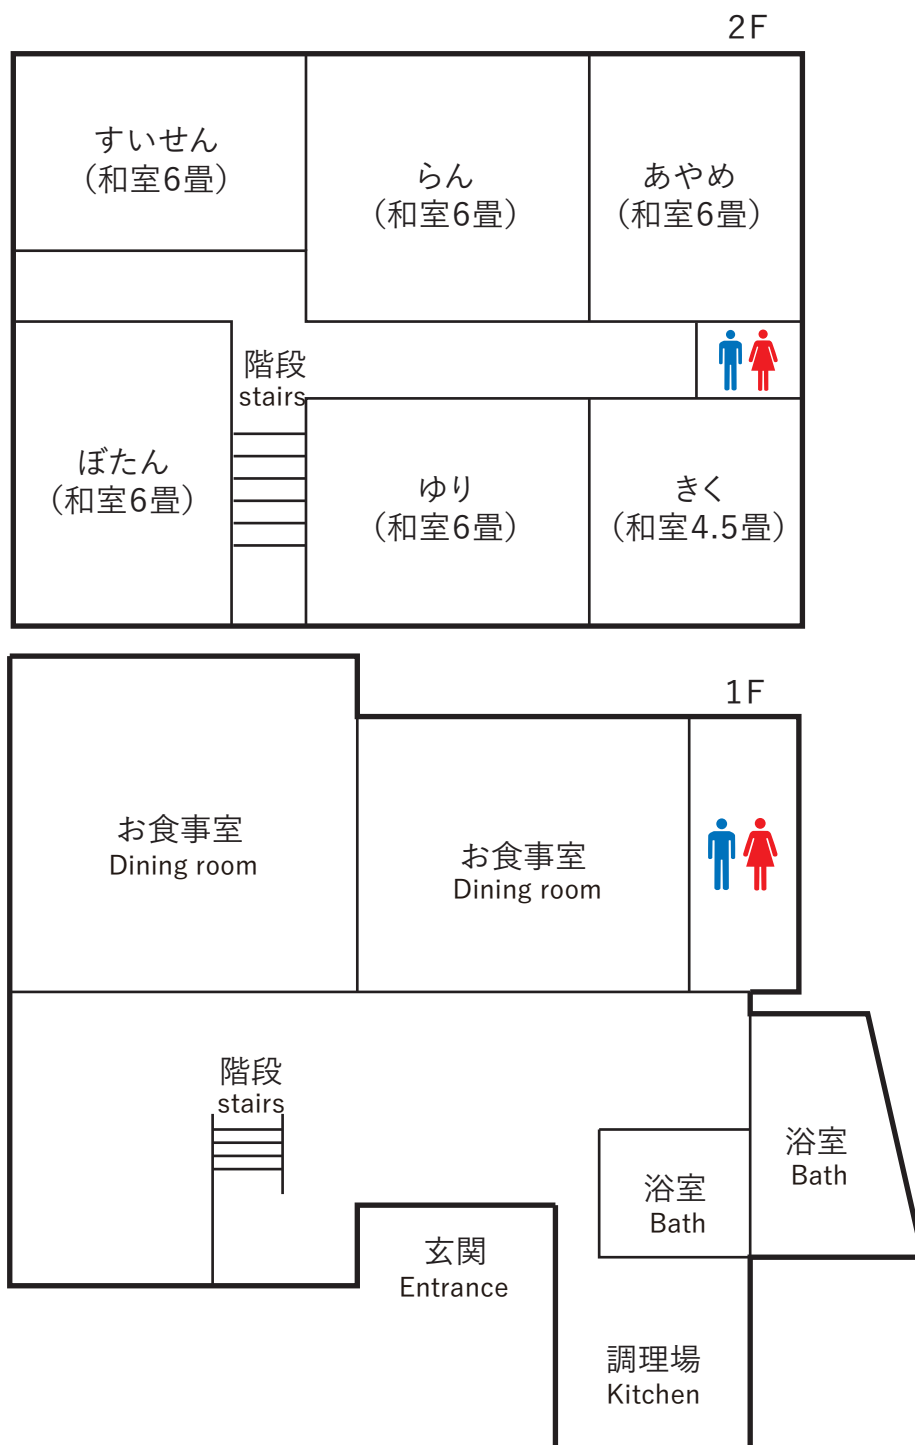 2F
すいせん
（和室6畳）
らん
（和室6畳）
あやめ
（和室6畳）
階段
stairs
ぼたん
（和室6畳）
ゆり
（和室6畳）
きく
（和室4.5畳）
1F
お食事室
Dining room
お食事室
Dining room
階段
stairs
浴室
Bath
浴室
Bath
玄関
Entrance
調理場
Kitchen